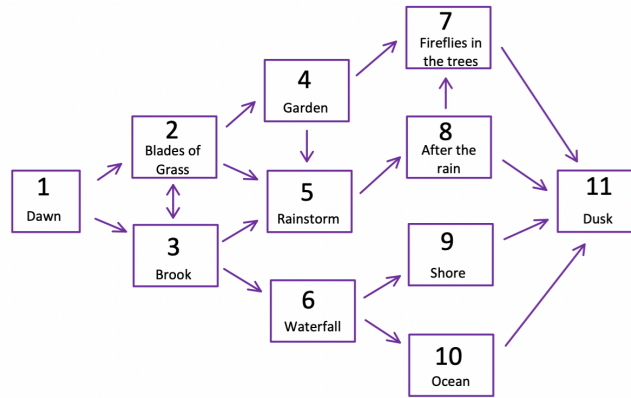 1
Dawn
2
Blades of
Grass
3
Brook
4
Garden
5
Rainstorm
6
Waterfall
7
Fireflies in
the trees
8
After the
rain
9
Shore
10
Ocean
11
Dusk